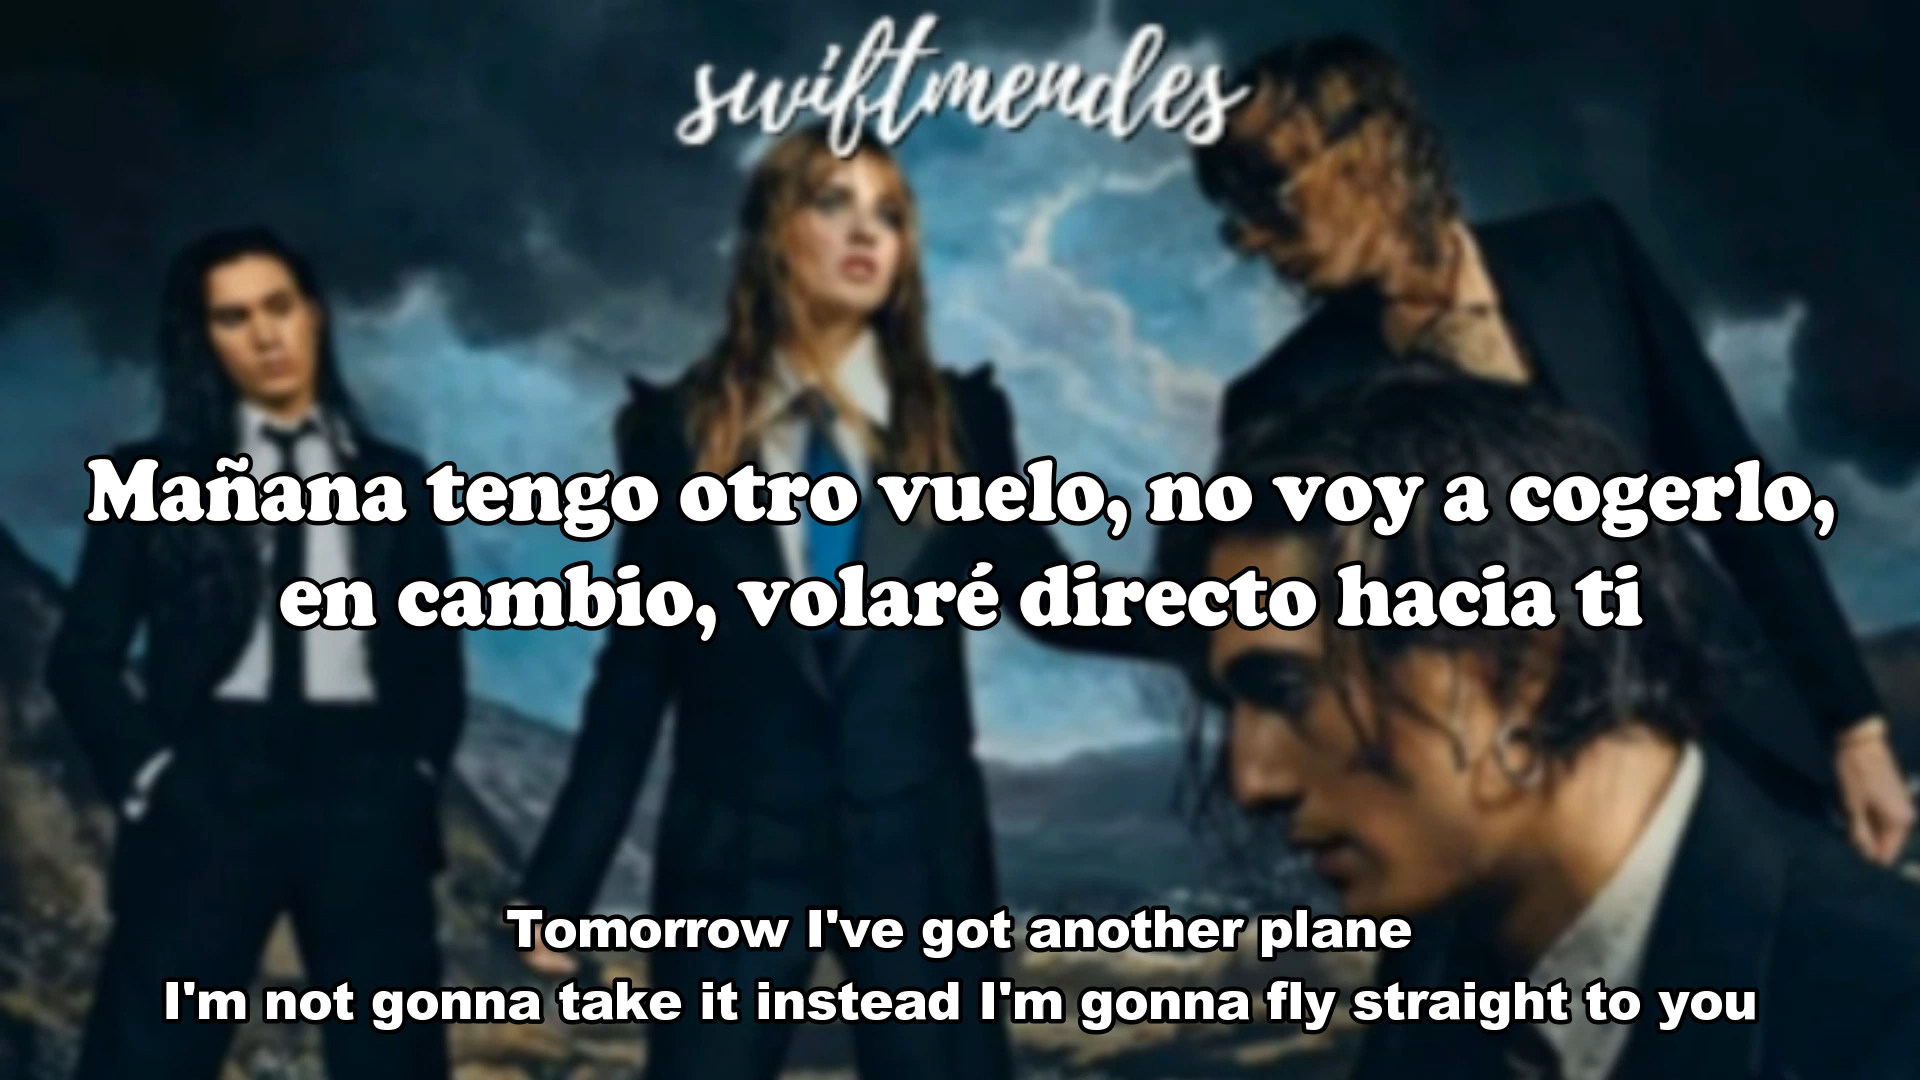 swiftmendes
Mañana tengo otro vuelo, no voy a cogerlo,
en cambio, volaré directo hacia ti
Tomorrow I've got another plane
I'm not gonna take it instead I'm gonna fly straight to you